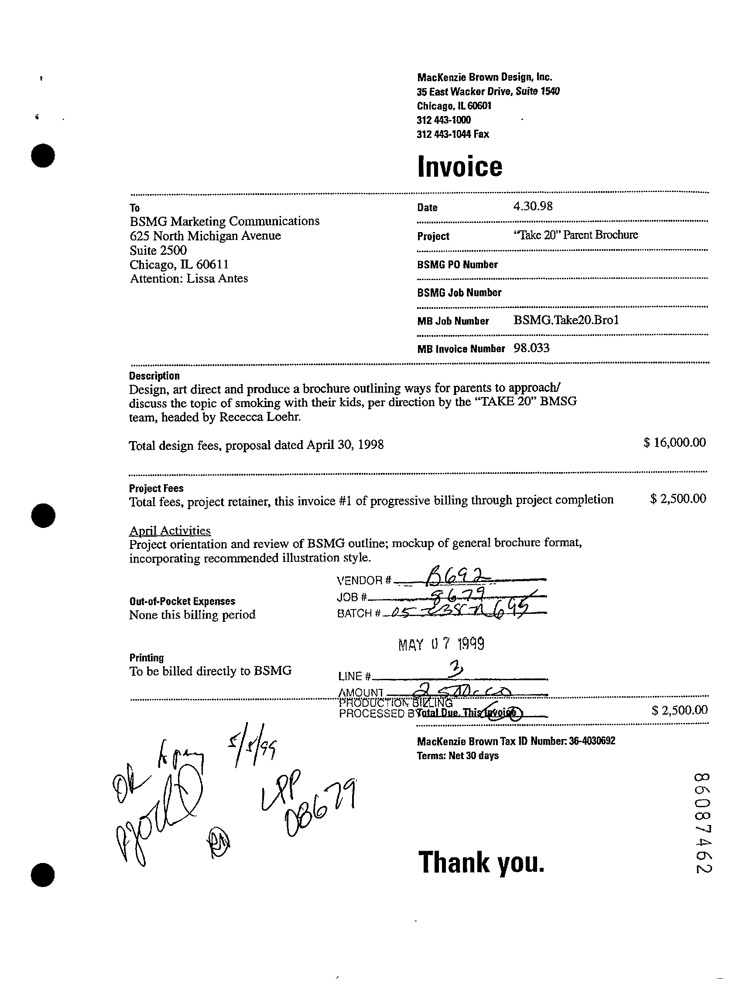 MacKenzie Brown Design, Inc.
35 East Wacker Drive, Suite 1540
Chicago, IL 60601
312 443-1000
312 443-1044 Fax
Invoice
To
BSMG Marketing Communications
625 North Michigan Avenue
Suite 2500
Chicago, IL 60611
Attention: Lissa Antes
Date 4.30.98
Project "Take 20" Parent Brochure
BSMG PO Number
BSMG Job Number
MB Job Number BSMG.Take20.Bro1
MB Invoice Number 98.033
Description
Design, art direct and produce a brochure outlining ways for parents to approach/
discuss the topic of smoking with their kids, per direction by the "TAKE 20" BMSG
team, headed by Rececca Loehr.
Total design fees, proposal dated April 30, 1998 $ 16,000.00
Project Fees
Total fees, project retainer, this invoice #1 of progressive billing through project completion $ 2,500.00
April Activities
Project orientation and review of BSMG outline; mockup of general brochure format,
incorporating recommended illustration style.
VENDOR # B692
JOB # 8679
BATCH # 05
Out-of-Pocket Expenses
None this billing period
MAY 07 1999
Printing
To be billed directly to BSMG
LINE # 3
AMOUNT
PRODUCTION BILLING
PROCESSED B
Total Due, This Invoice $ 2,500.00
MacKenzie Brown Tax ID Number: 36-4030692
Terms: Net 30 days
OK to pay 5/5/99
LPP
08679
Thank you.
86087462